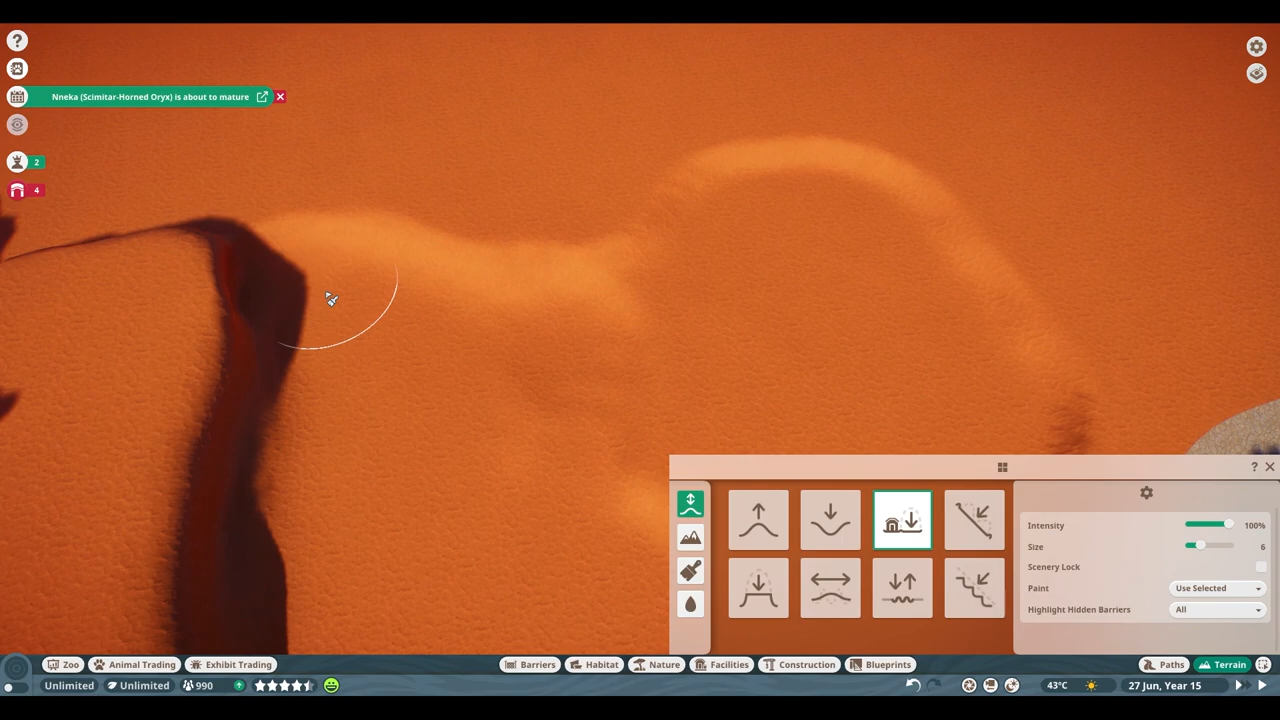 ?
Nneka (Scimitar-Horned Oryx) is about to mature
2
4
?
Intensity 100%
Size 6
Scenery Lock
Paint Use Selected
Highlight Hidden Barriers All
Zoo Animal Trading Exhibit Trading Barriers Habitat Nature Facilities Construction Blueprints Paths Terrain
Unlimited Unlimited 990 43°C 27 Jun, Year 15